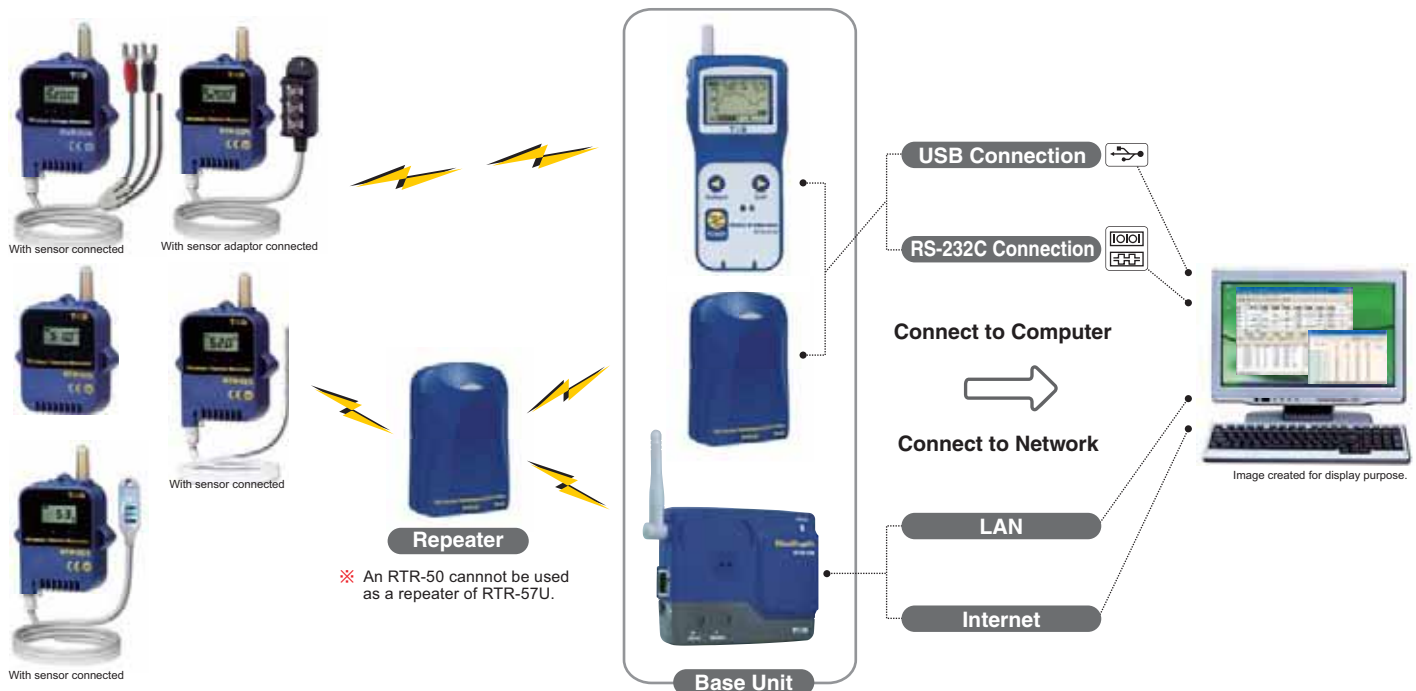 With sensor connected
With sensor adaptor connected
With sensor connected
With sensor connected
Repeater
※ An RTR-50 cannnot be used
as a repeater of RTR-57U.
Base Unit
USB Connection
RS-232C Connection
Connect to Computer
Connect to Network
LAN
Internet
Image created for display purpose.